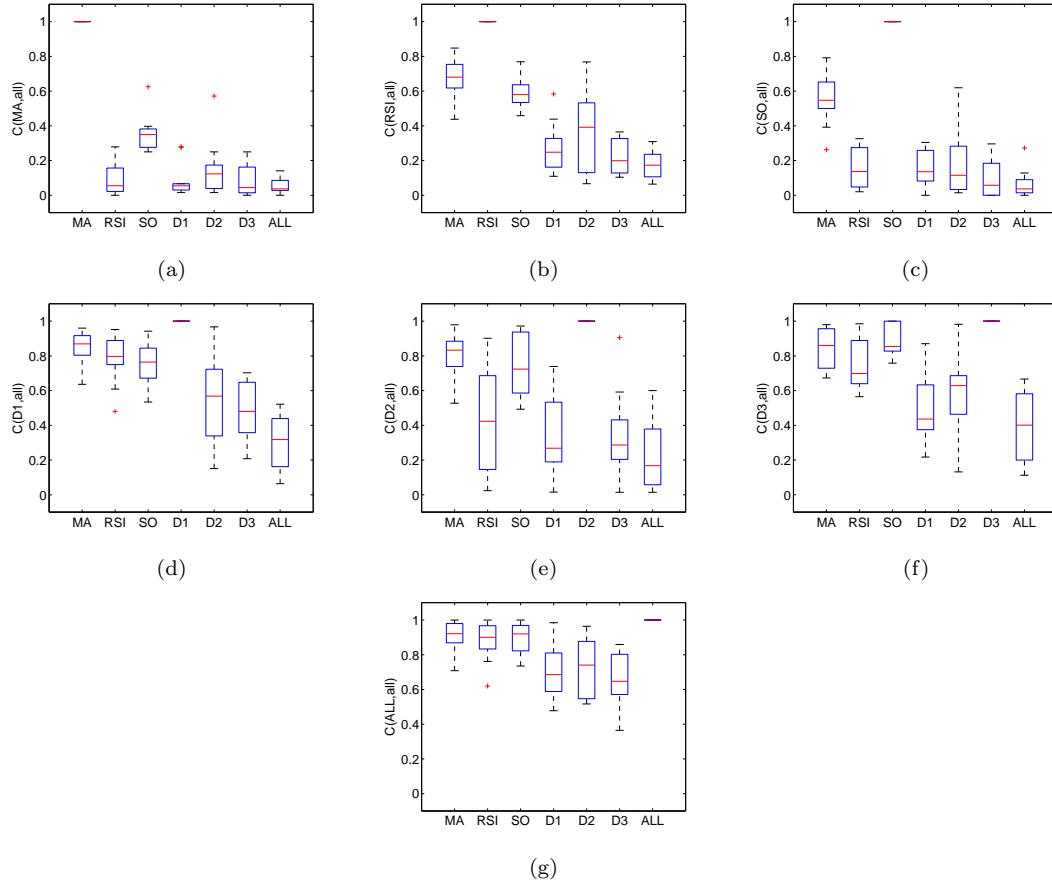 1
0.8
0.6
0.4
0.2
0
C(MA,all)
MA RSI SO D1 D2 D3 ALL
(a)
1
0.8
0.6
0.4
0.2
0
C(RSI,all)
MA RSI SO D1 D2 D3 ALL
(b)
1
0.8
0.6
0.4
0.2
0
C(SO,all)
MA RSI SO D1 D2 D3 ALL
(c)
1
0.8
0.6
0.4
0.2
0
C(D1,all)
MA RSI SO D1 D2 D3 ALL
(d)
1
0.8
0.6
0.4
0.2
0
C(D2,all)
MA RSI SO D1 D2 D3 ALL
(e)
1
0.8
0.6
0.4
0.2
0
C(D3,all)
MA RSI SO D1 D2 D3 ALL
(f)
1
0.8
0.6
0.4
0.2
0
C(ALL,all)
MA RSI SO D1 D2 D3 ALL
(g)